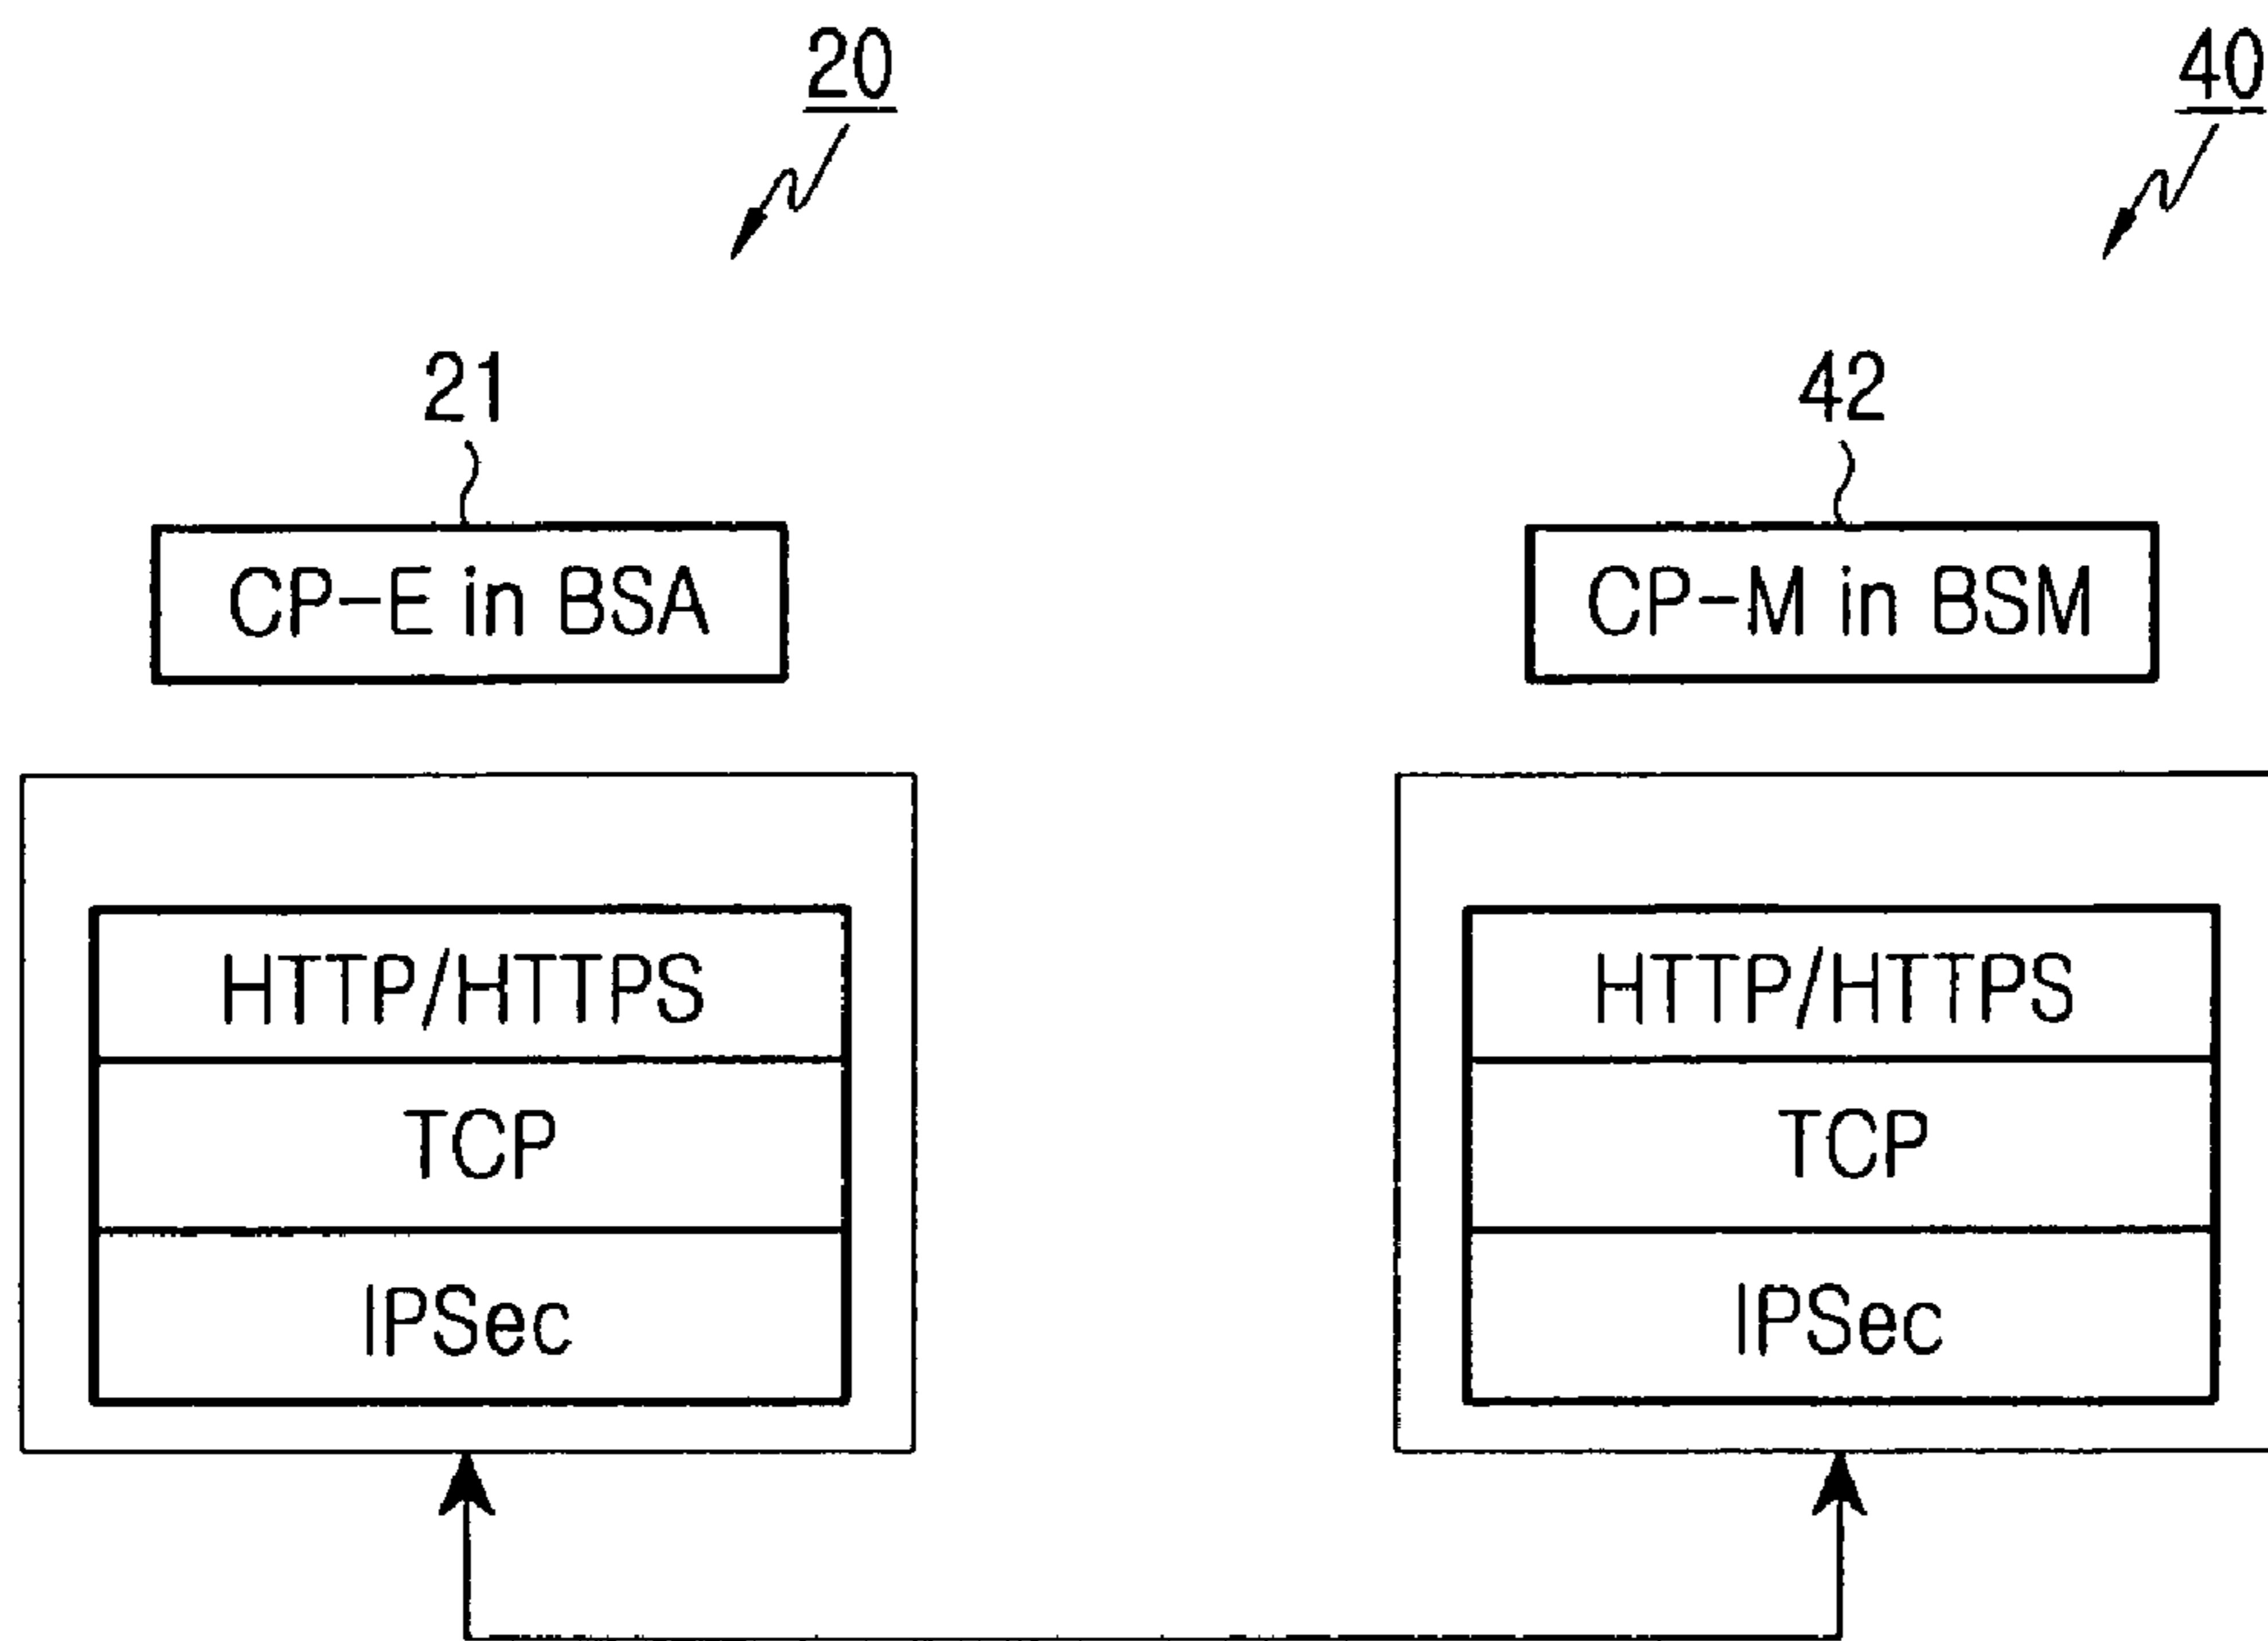 20
40
21
42
CP-E in BSA
CP-M in BSM
HTTP/HTTPS
HTTP/HTTPS
TCP
TCP
IPSec
IPSec